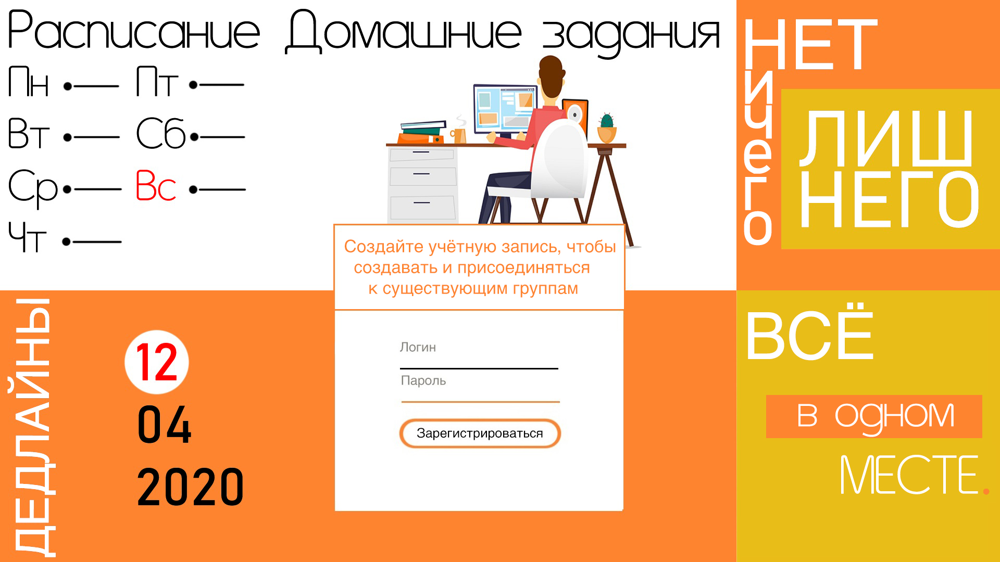 Расписание
Домашние задания
Пн
Вт
Ср
Чт
Пт
Сб
Вс
НЕТ
ичего
ЛИШ
НЕГО
Создайте учётную запись, чтобы
создавать и присоединяться
к существующим группам
Логин
Пароль
Зарегистрироваться
ДЕДЛАЙНЫ
12
04
2020
ВСЁ
в одном
МЕСТЕ.